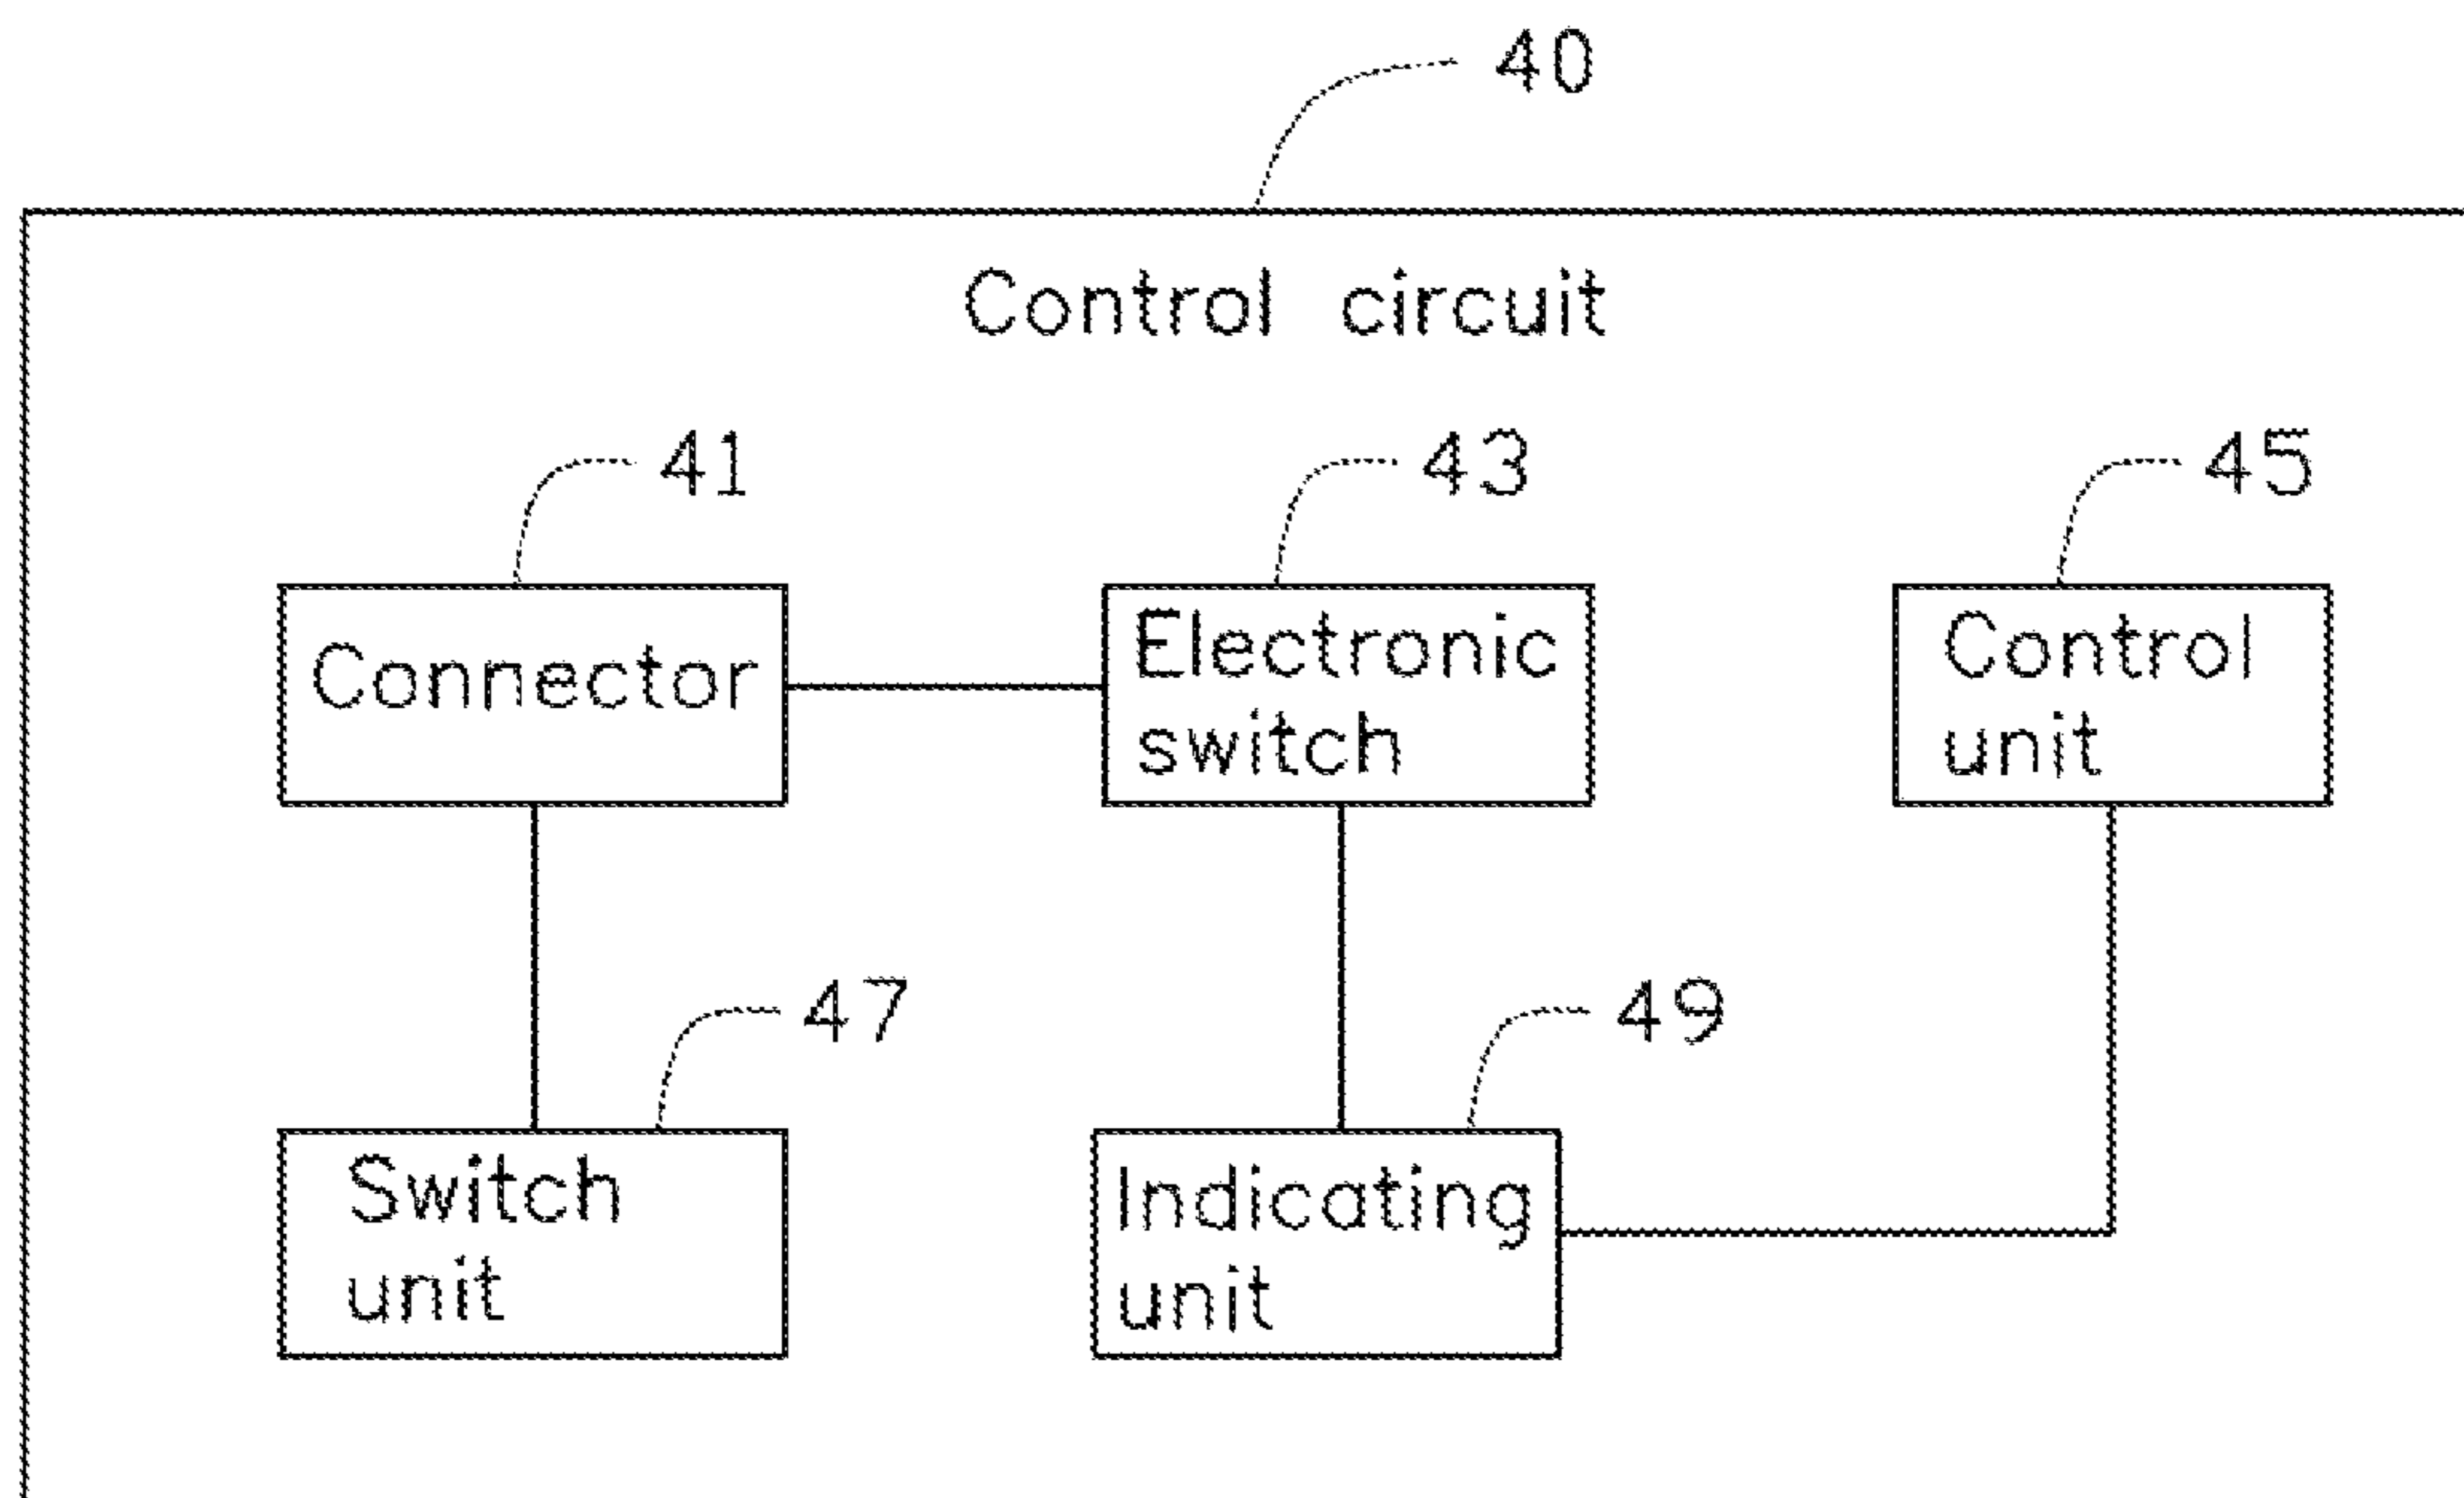 40
Control circuit
41
43
45
Connector
Electronic
switch
Control
unit
47
49
Switch
unit
Indicating
unit